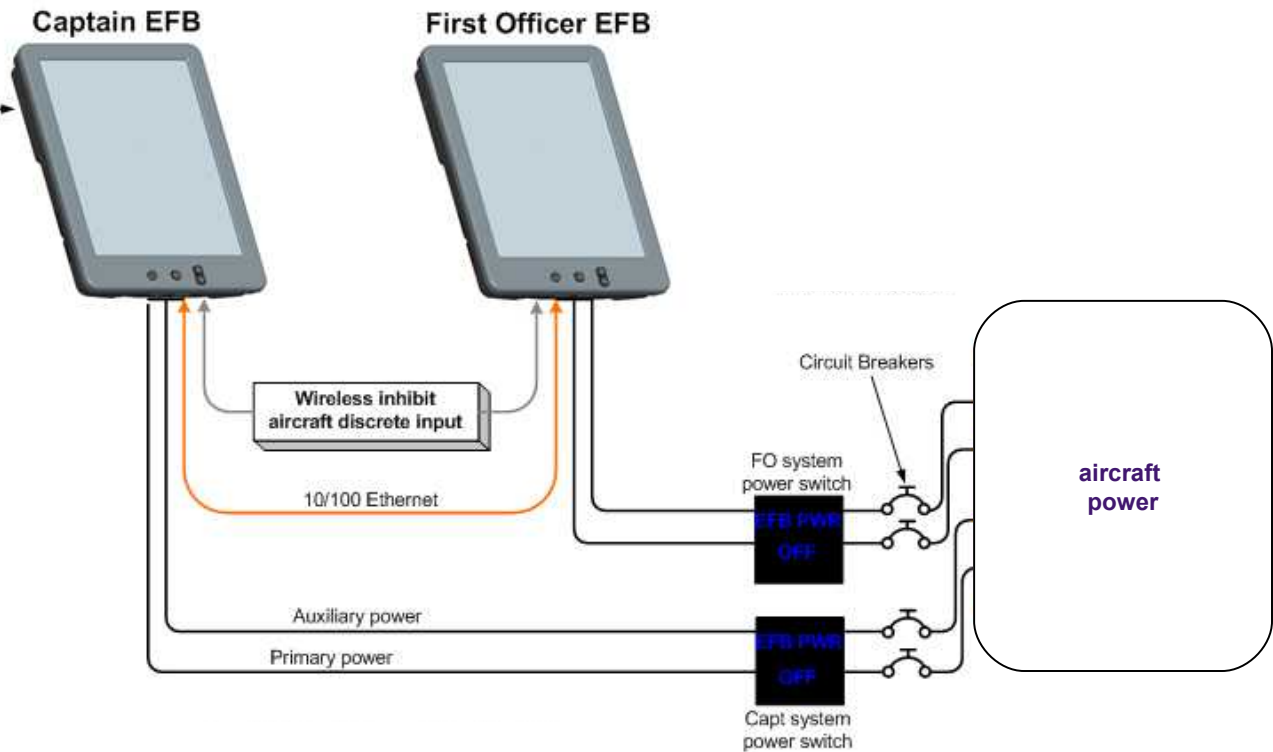 Captain EFB
First Officer EFB
Circuit Breakers
Wireless inhibit
aircraft discrete input
10/100 Ethernet
FO system
power switch
EFB PWR
OFF
aircraft
power
Auxiliary power
Primary power
EFB PWR
OFF
Capt system
power switch